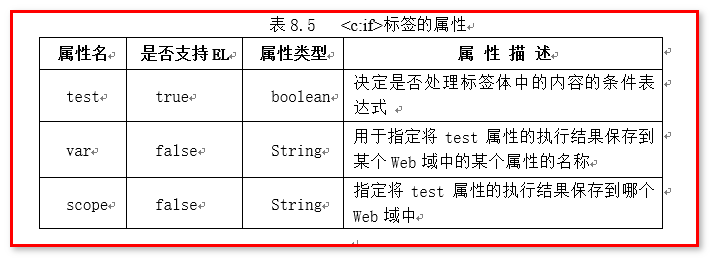 表 8.5 <c:if>标签的属性
属性名 是否支持 EL 属性类型 属 性 描 述
test true boolean 决定是否处理标签体中的内容的条件表
达式
var false String 用于指定将 test 属性的执行结果保存到
某个 Web 域中的某个属性的名称
scope false String 指定将 test 属性的执行结果保存到哪个
Web 域中